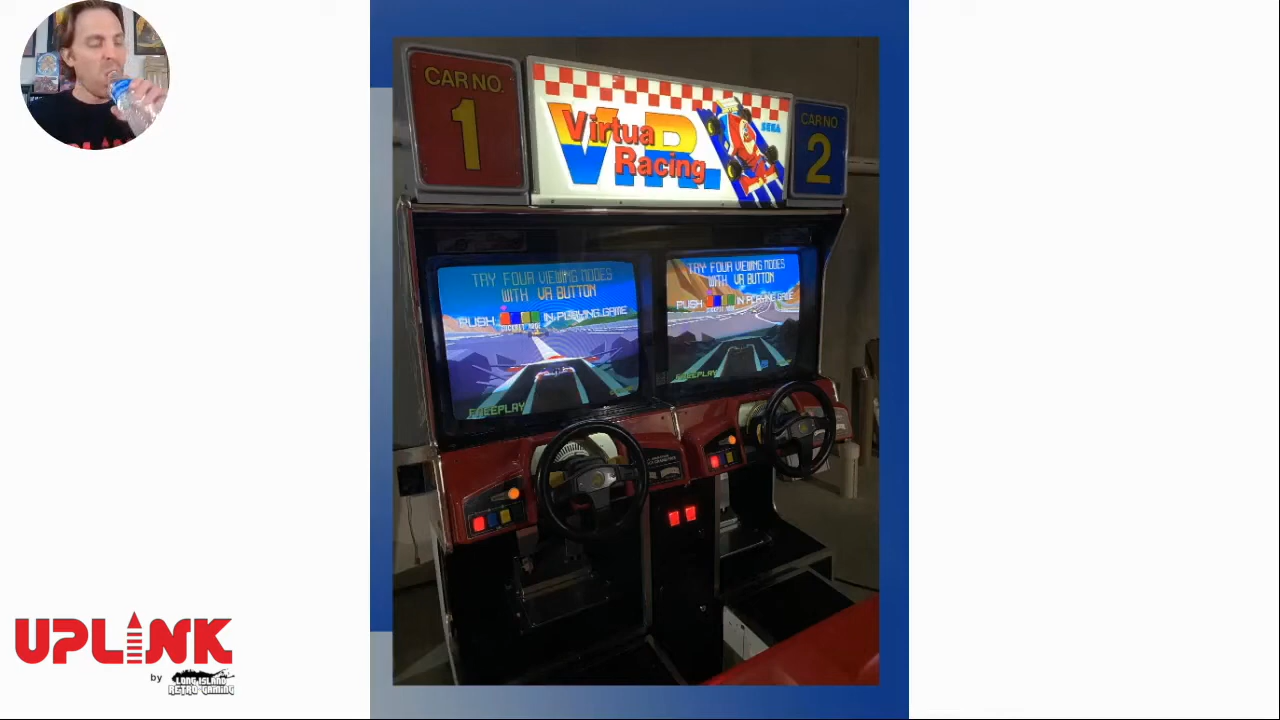 CAR NO.
1
Virtua
Racing
SEGA
CAR NO.
2
TRY FOUR VIEWING MODES
WITH VR BUTTON
PUSH IN PLAYING GAME
FREEPLAY
TRY FOUR VIEWING MODES
WITH VR BUTTON
PUSH IN PLAYING GAME
FREEPLAY
UPLINK
UPLINK
by LONG ISLAND
RETRO GAMING